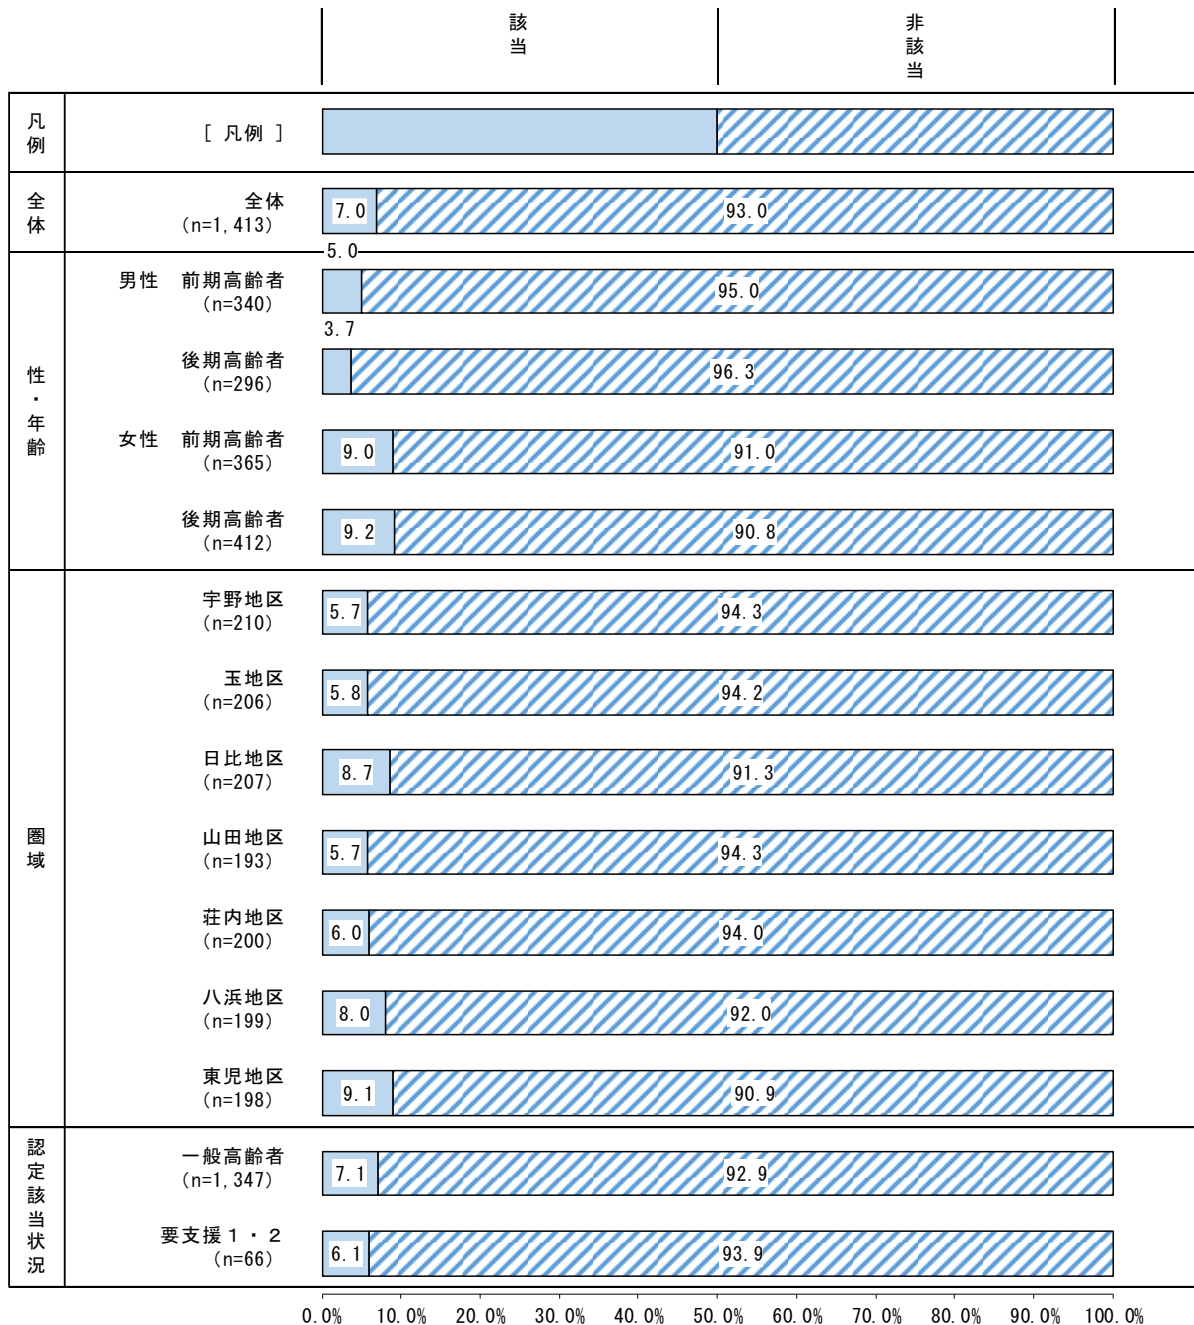 該当
非該当
凡例
[ 凡例 ]
全体
全体
(n=1,413)
7.0
93.0
性・年齢
男性 前期高齢者
(n=340)
5.0
95.0
後期高齢者
(n=296)
3.7
96.3
女性 前期高齢者
(n=365)
9.0
91.0
後期高齢者
(n=412)
9.2
90.8
圏域
宇野地区
(n=210)
5.7
94.3
玉地区
(n=206)
5.8
94.2
日比地区
(n=207)
8.7
91.3
山田地区
(n=193)
5.7
94.3
荘内地区
(n=200)
6.0
94.0
八浜地区
(n=199)
8.0
92.0
東児地区
(n=198)
9.1
90.9
認定該当状況
一般高齢者
(n=1,347)
7.1
92.9
要支援１・２
(n=66)
6.1
93.9
0.0% 10.0% 20.0% 30.0% 40.0% 50.0% 60.0% 70.0% 80.0% 90.0% 100.0%